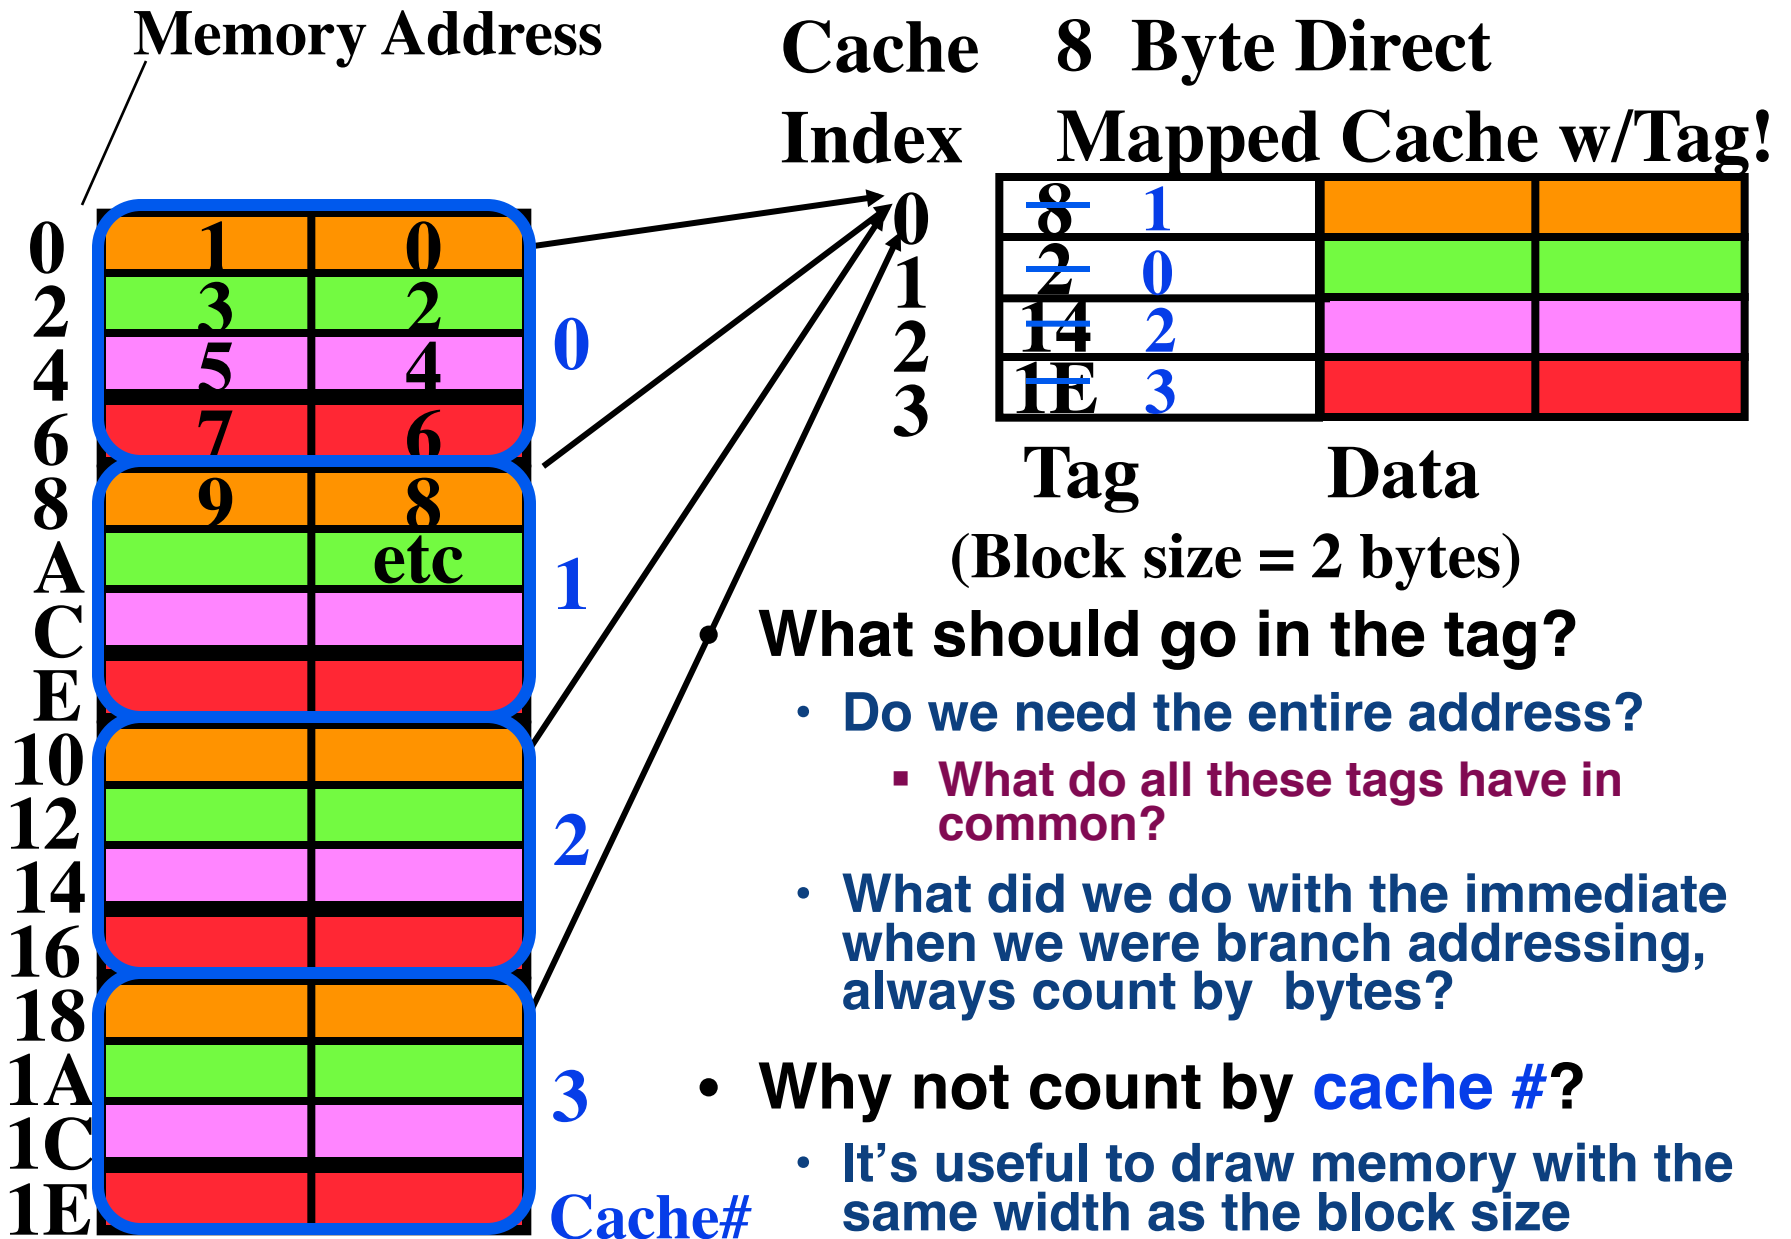 Memory Address
Cache 8 Byte Direct
Index Mapped Cache w/Tag!
0 1 0
2 3 2
4 5 4
6 7 6
0
8 9 8
A etc
C
E
1
10
12
14
16
2
18
1A
1C
1E
3
Cache#
0 8 1
1 2 0
2 14 2
3 1E 3
Tag Data
(Block size = 2 bytes)
• What should go in the tag?
• Do we need the entire address?
▪ What do all these tags have in
common?
• What did we do with the immediate
when we were branch addressing,
always count by bytes?
• Why not count by cache #?
• It’s useful to draw memory with the
same width as the block size